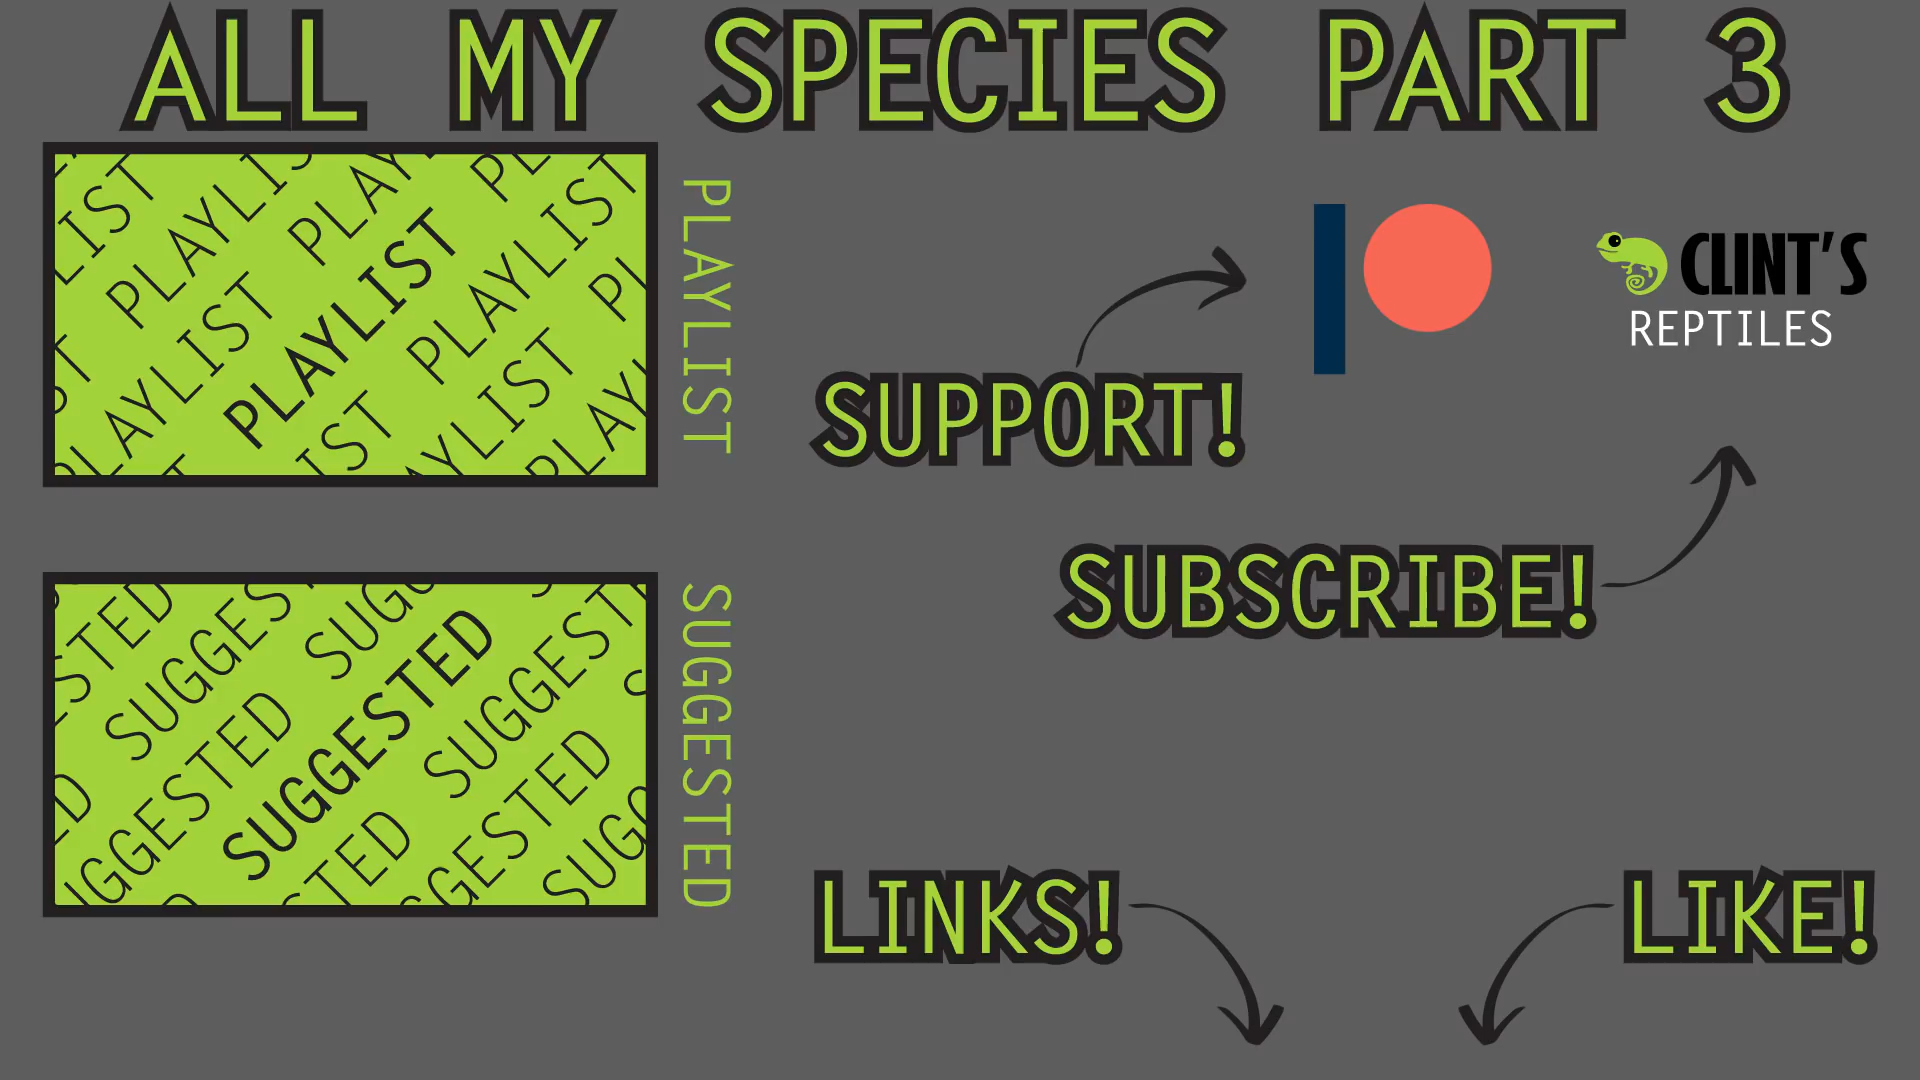 ALL MY SPECIES PART 3
PLAYLIST
PLAYLIST
SUGGESTED
SUGGESTED
SUPPORT!
CLINT'S
REPTILES
SUBSCRIBE!
LINKS!
LIKE!